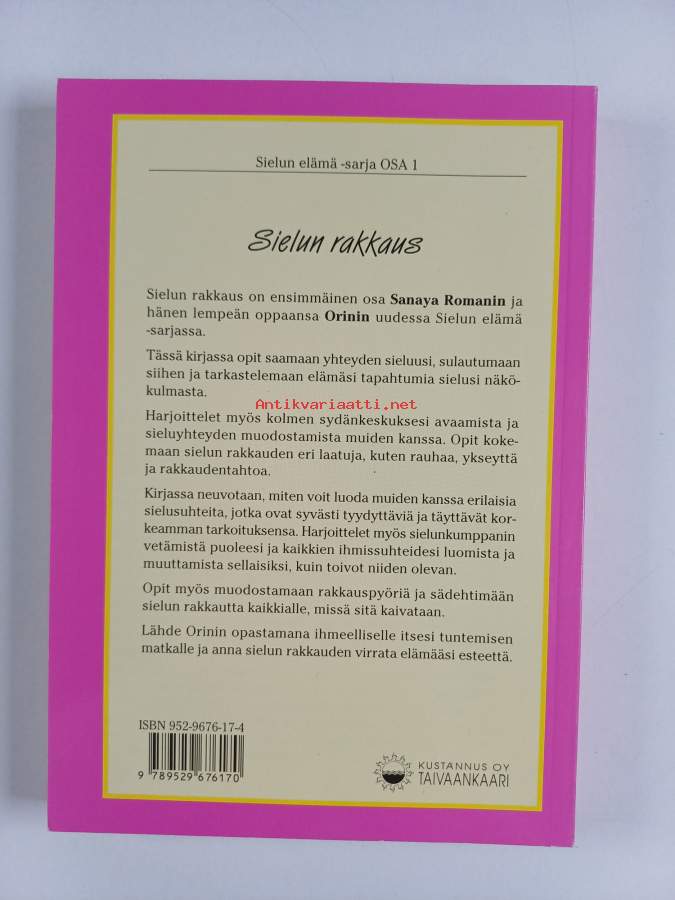 Sielun elämä -sarja OSA 1
Sielun rakkaus
Sielun rakkaus on ensimmäinen osa Sanaya Romanin ja
hänen lempeän oppaansa Orinin uudessa Sielun elämä
-sarjassa.
Tässä kirjassa opit saamaan yhteyden sieluusi, sulautumaan
siihen ja tarkastelemaan elämäsi tapahtumia sielusi näkö-
kulmasta.
Antikvariaatti.net
Harjoittelet myös kolmen sydänkeskuksesi avaamista ja
sieluyhteyden muodostamista muiden kanssa. Opit koke-
maan sielun rakkauden eri laatuja, kuten rauhaa, ykseyttä
ja rakkaudentahtoa.
Kirjassa neuvotaan, miten voit luoda muiden kanssa erilaisia
sielusuhteita, jotka ovat syvästi tyydyttäviä ja täyttävät kor-
keamman tarkoituksensa. Harjoittelet myös sielunkumppanin
vetämistä puoleesi ja kaikkien ihmissuhteidesi luomista ja
muuttamista sellaisiksi, kuin toivot niiden olevan.
Opit myös muodostamaan rakkauspyöriä ja sädehtimään
sielun rakkautta kaikkialle, missä sitä kaivataan.
Lähde Orinin opastamana ihmeelliselle itsesi tuntemisen
matkalle ja anna sielun rakkauden virrata elämääsi esteettä.
ISBN 952-9676-17-4
9 789529 676170
KUSTANNUS OY
TAIVAANKAARI